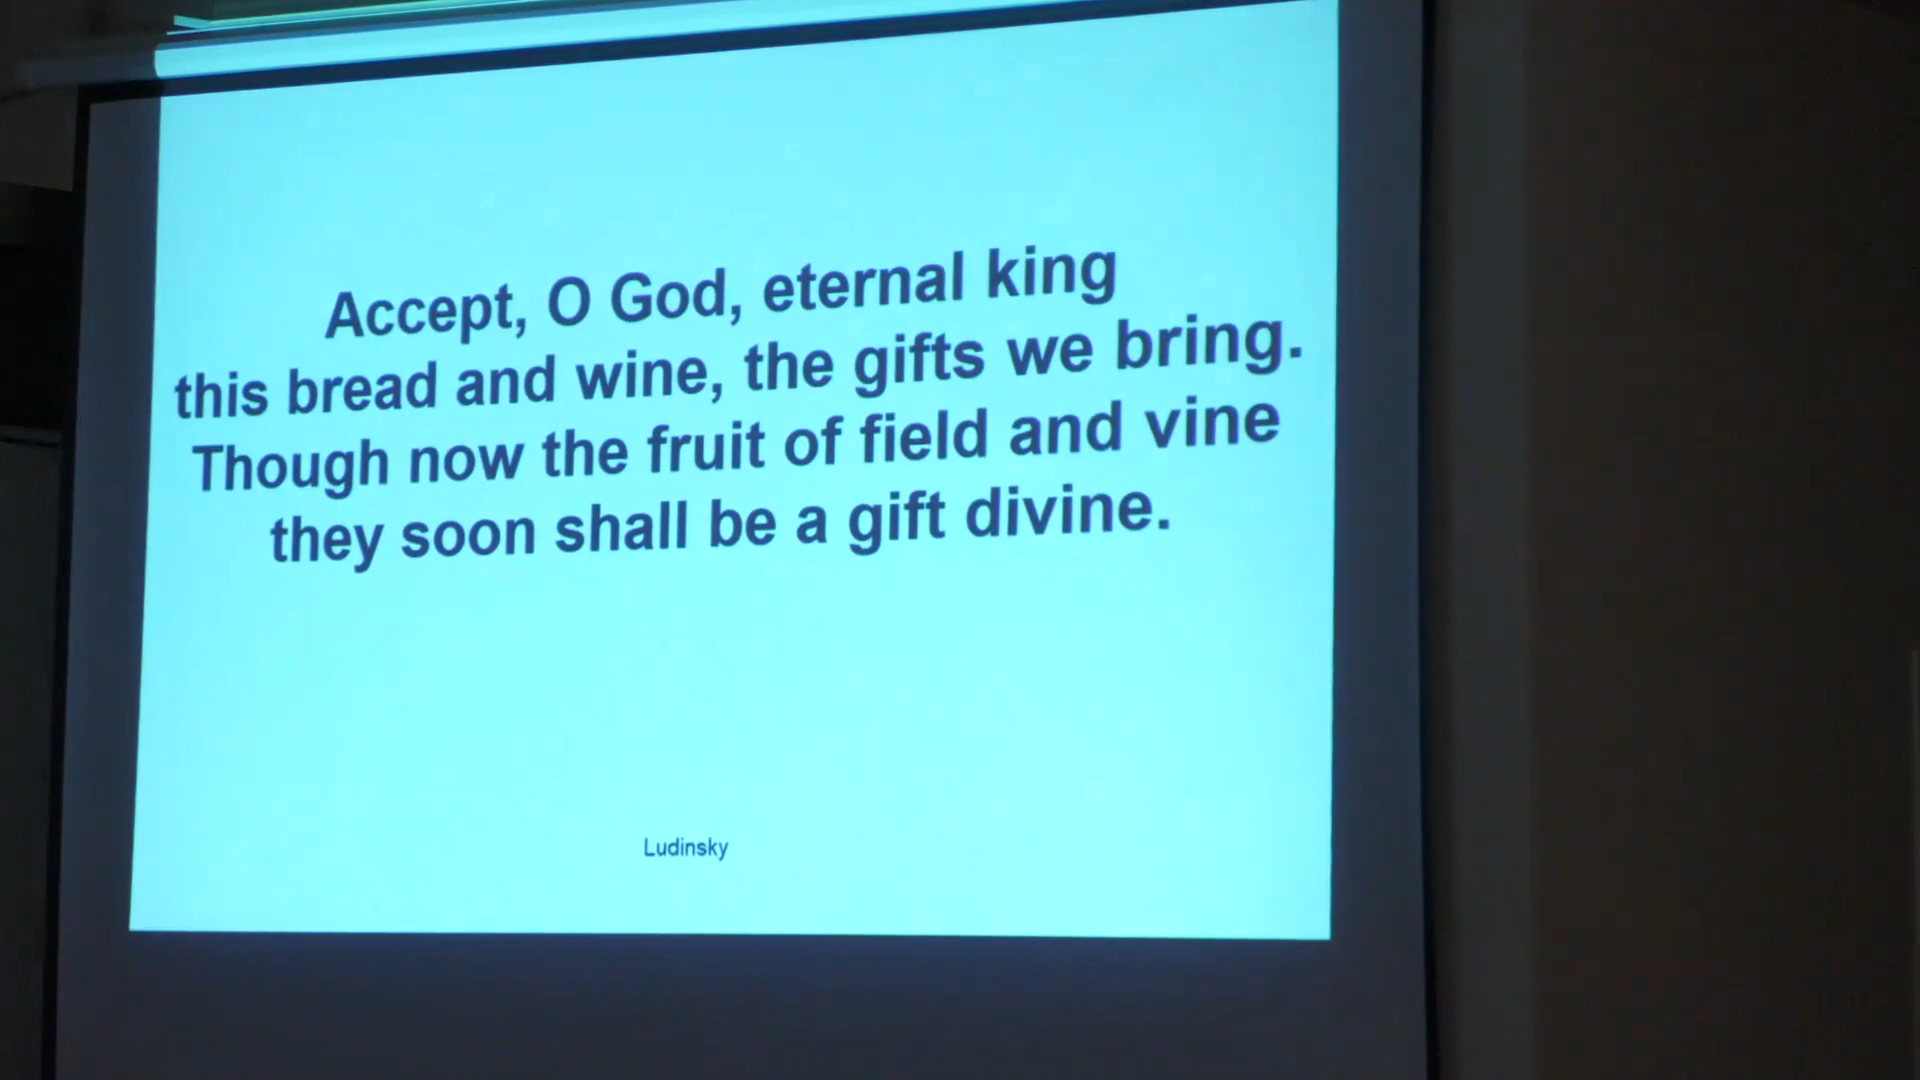 Accept, O God, eternal king
this bread and wine, the gifts we bring.
Though now the fruit of field and vine
they soon shall be a gift divine.
Ludinsky